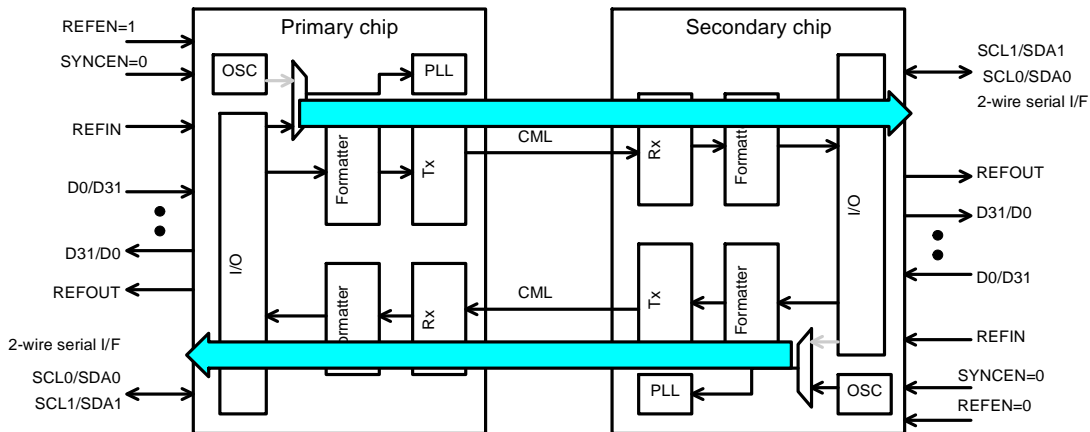 Primary chip
Secondary chip
REFEN=1
SYNCEN=0
REFIN
D0/D31
D31/D0
REFOUT
2-wire serial I/F
SCL0/SDA0
SCL1/SDA1
OSC
PLL
I/O
Formatter
Tx
CML
Formatter
Rx
CML
Rx
Formatter
I/O
Tx
Formatter
PLL
OSC
SCL1/SDA1
SCL0/SDA0
2-wire serial I/F
REFOUT
D31/D0
D0/D31
REFIN
SYNCEN=0
REFEN=0